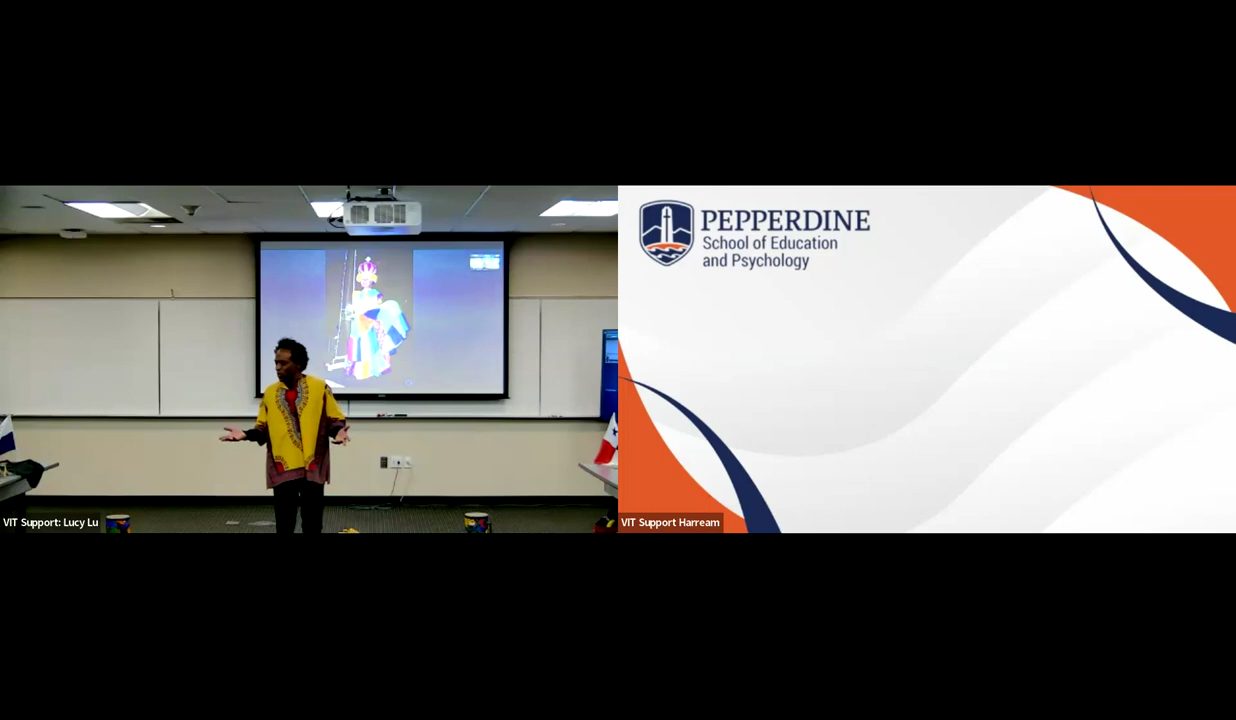 PEPPERDINE
School of Education
and Psychology
VIT Support: Lucy Lu
VIT Support Harream